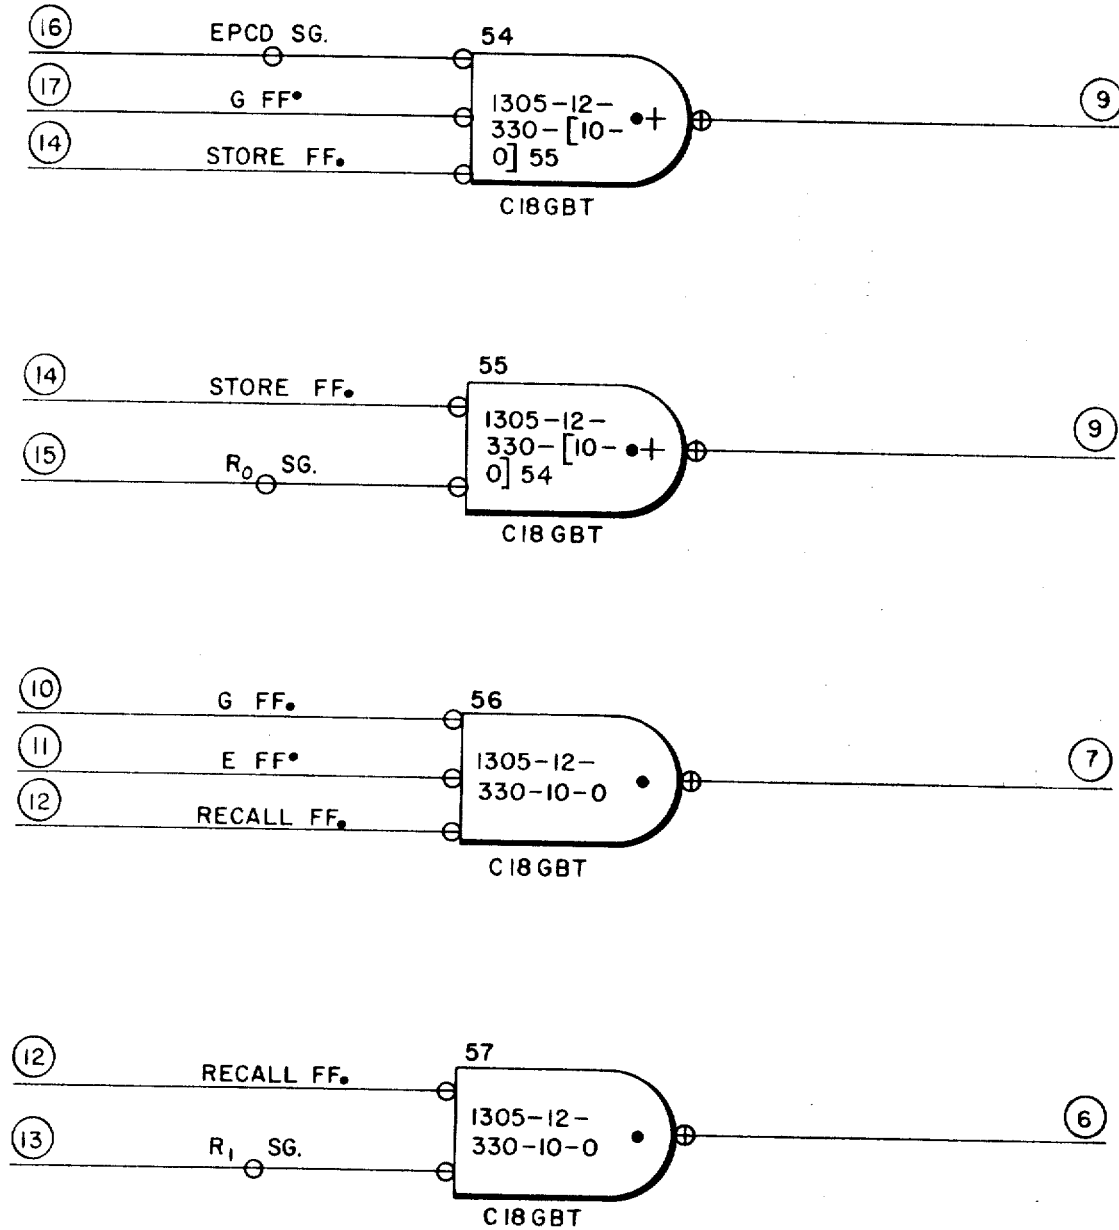 16 EPCD SG. 54
17 G FF• 1305-12- 9
330-[10- •+
14 STORE FF. 0] 55
C18GBT
14 STORE FF. 55
1305-12- 9
330-[10- •+
15 R0 SG. 0] 54
C18GBT
10 G FF. 56
11 E FF• 1305-12- 7
330-10-0 •
12 RECALL FF.
C18GBT
12 RECALL FF. 57
1305-12- 6
13 R1 SG. 330-10-0 •
C18GBT